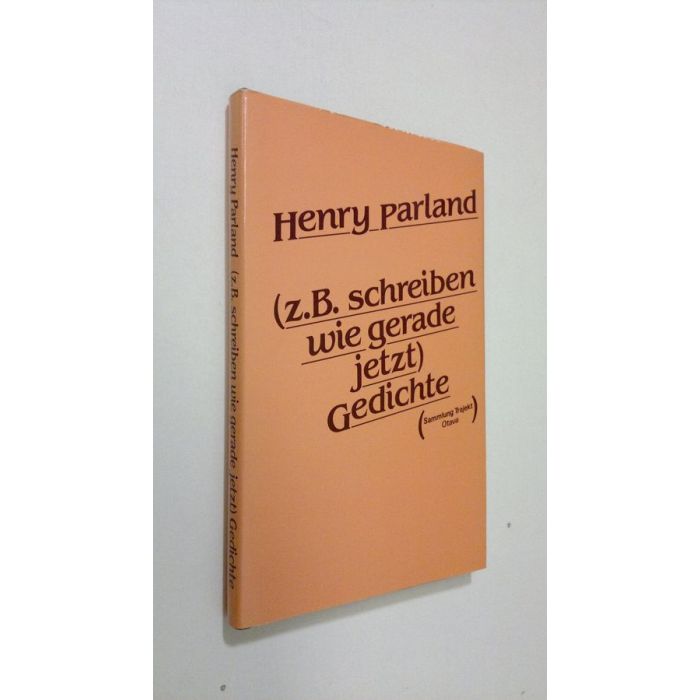 Henry Parland
(z.B. schreiben
wie gerade
jetzt)
Gedichte
(Sammlung Trajekt
Otava)
Henry Parland (z.B. schreiben wie gerade jetzt) Gedichte